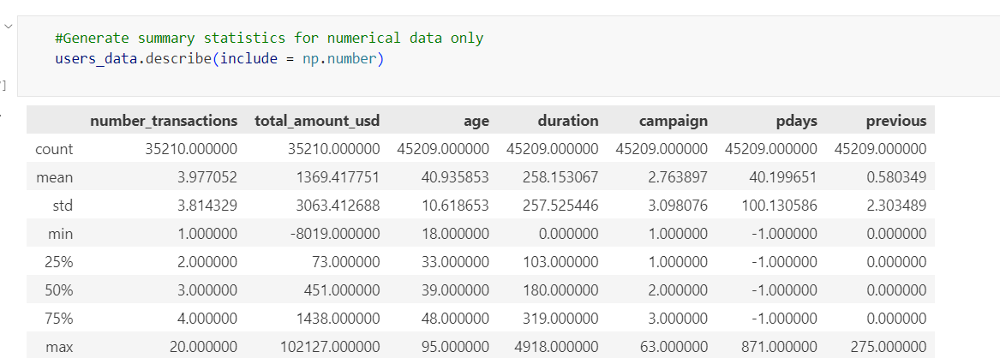 #Generate summary statistics for numerical data only
users_data.describe(include = np.number)
]
number_transactions total_amount_usd age duration campaign pdays previous
count 35210.000000 35210.000000 45209.000000 45209.000000 45209.000000 45209.000000 45209.000000
mean 3.977052 1369.417751 40.935853 258.153067 2.763897 40.199651 0.580349
std 3.814329 3063.412688 10.618653 257.525446 3.098076 100.130586 2.303489
min 1.000000 -8019.000000 18.000000 0.000000 1.000000 -1.000000 0.000000
25% 2.000000 73.000000 33.000000 103.000000 1.000000 -1.000000 0.000000
50% 3.000000 451.000000 39.000000 180.000000 2.000000 -1.000000 0.000000
75% 4.000000 1438.000000 48.000000 319.000000 3.000000 -1.000000 0.000000
max 20.000000 102127.000000 95.000000 4918.000000 63.000000 871.000000 275.000000